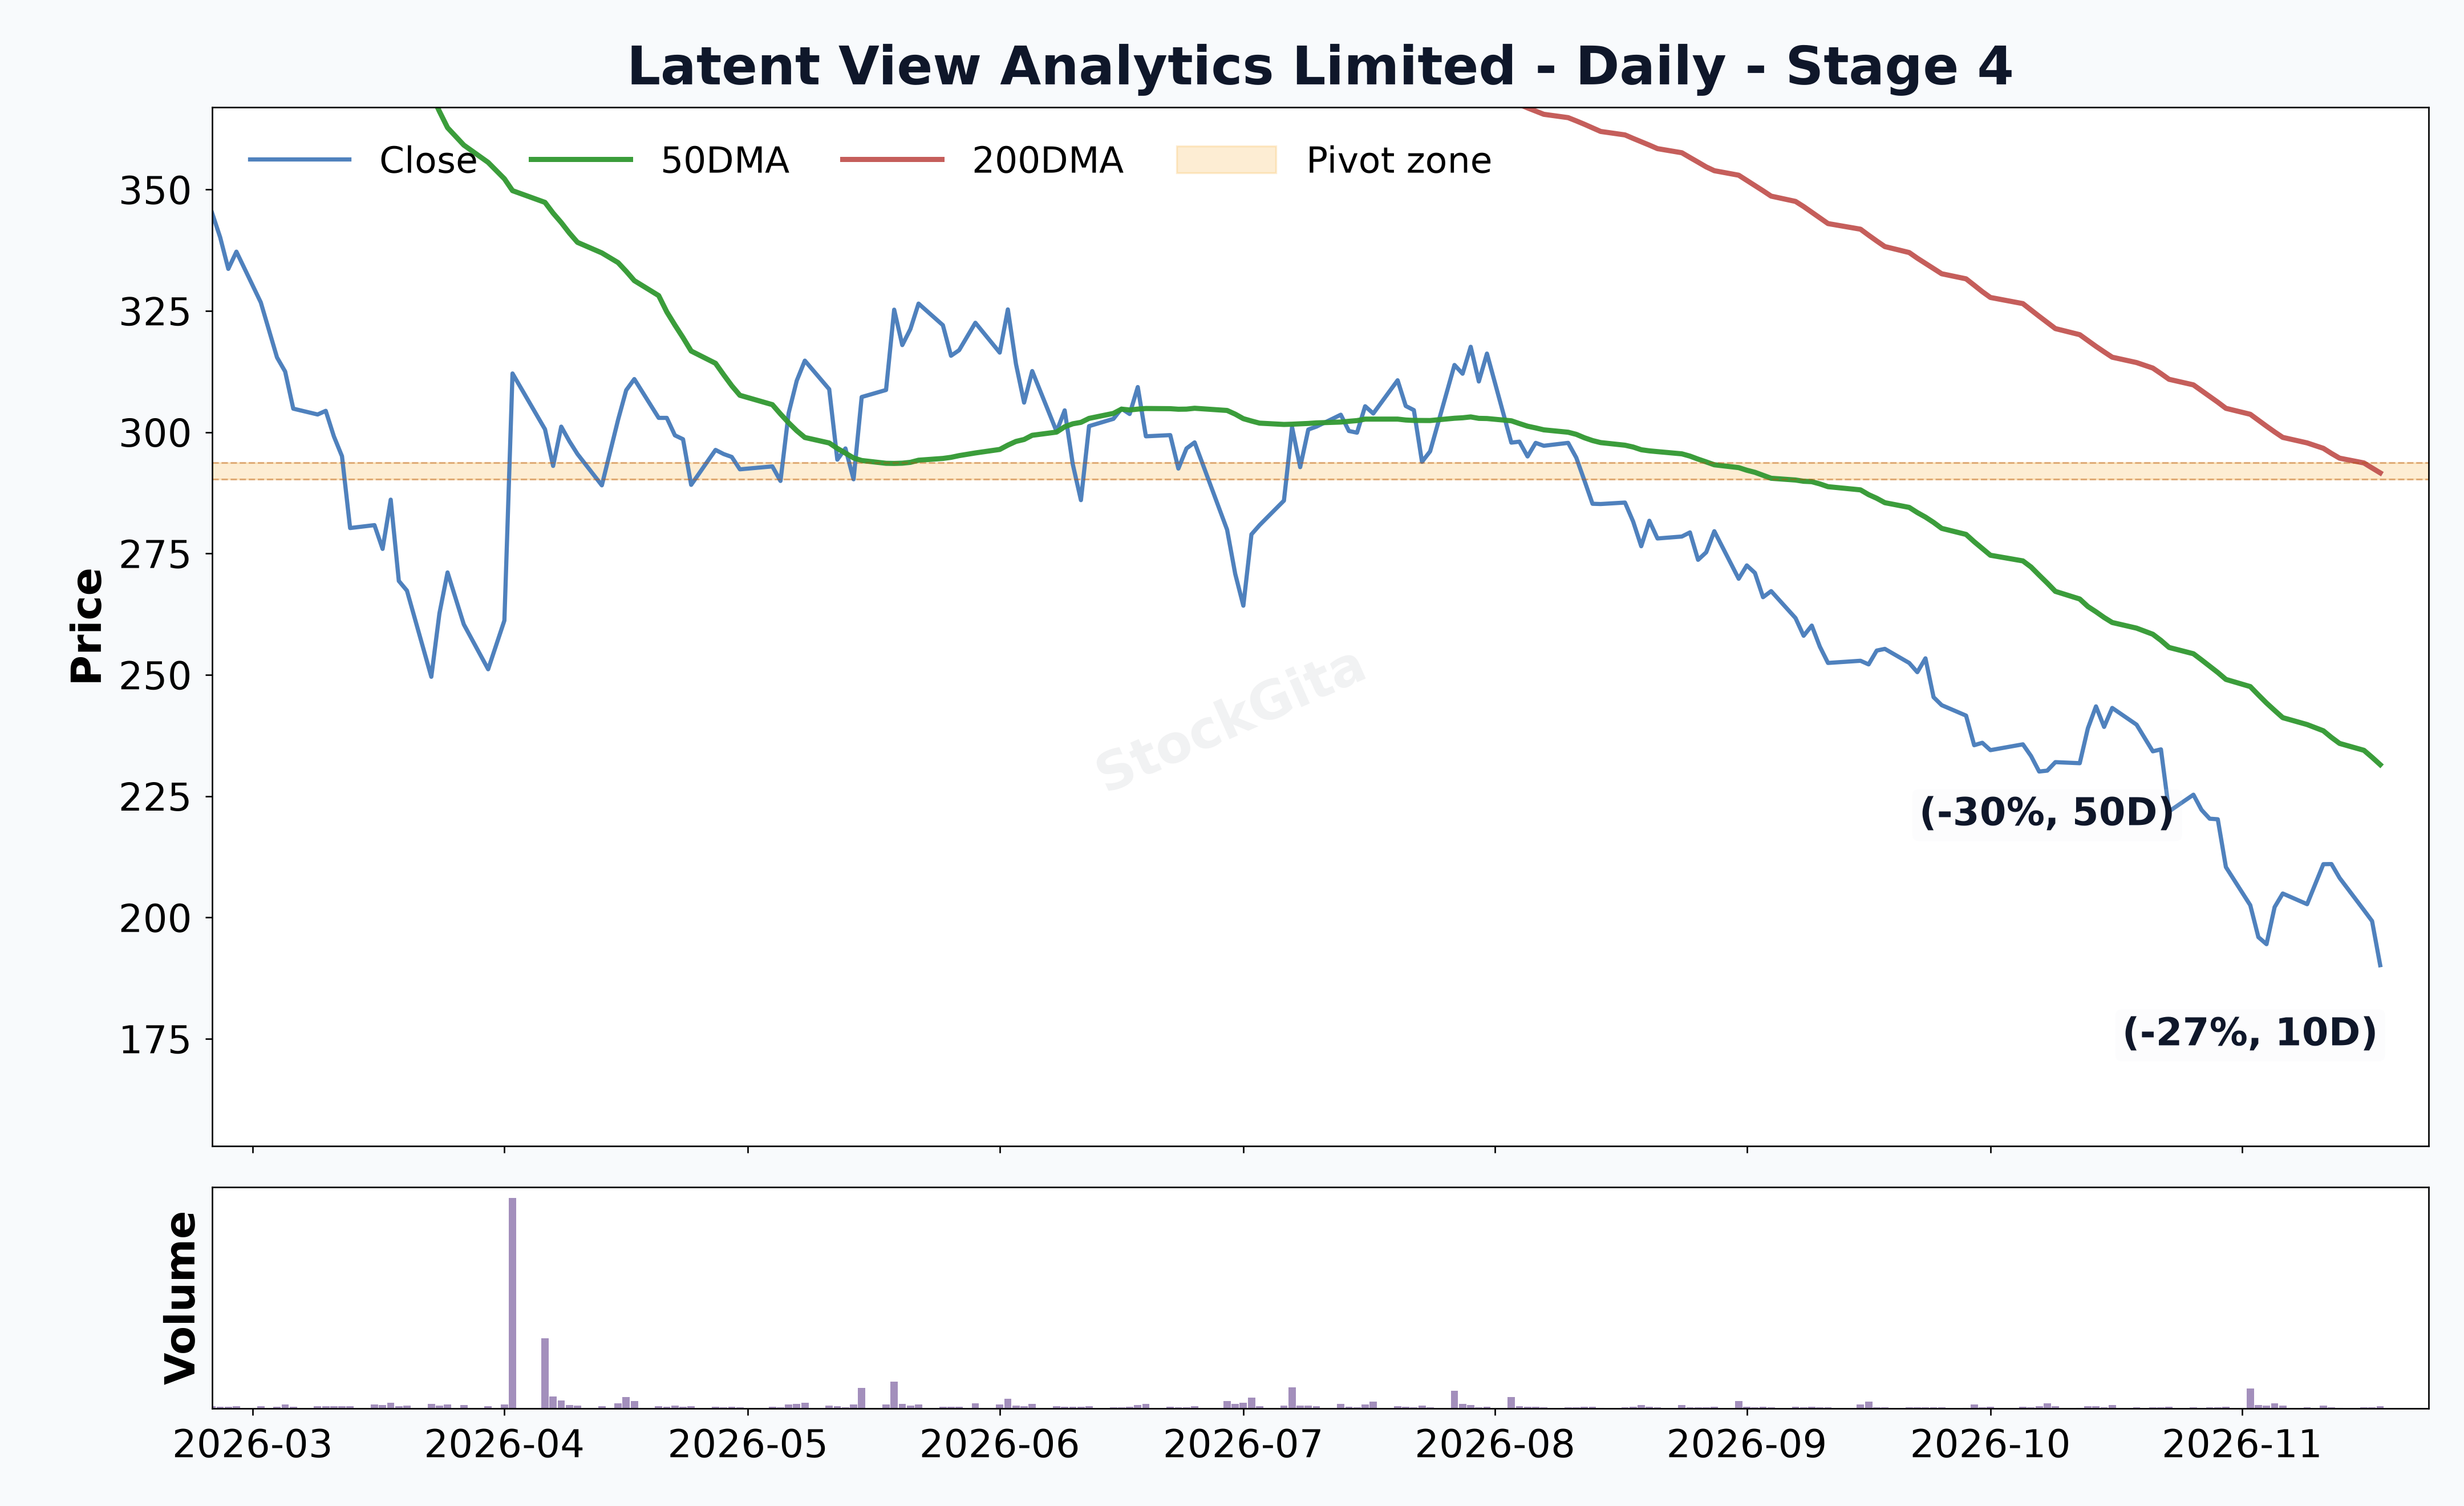 Latent View Analytics Limited - Daily - Stage 4
Close 50DMA 200DMA Pivot zone
350
325
300
275
250
225
200
175
Price
StockGita
(-30%, 50D)
(-27%, 10D)
Volume
2026-03 2026-04 2026-05 2026-06 2026-07 2026-08 2026-09 2026-10 2026-11